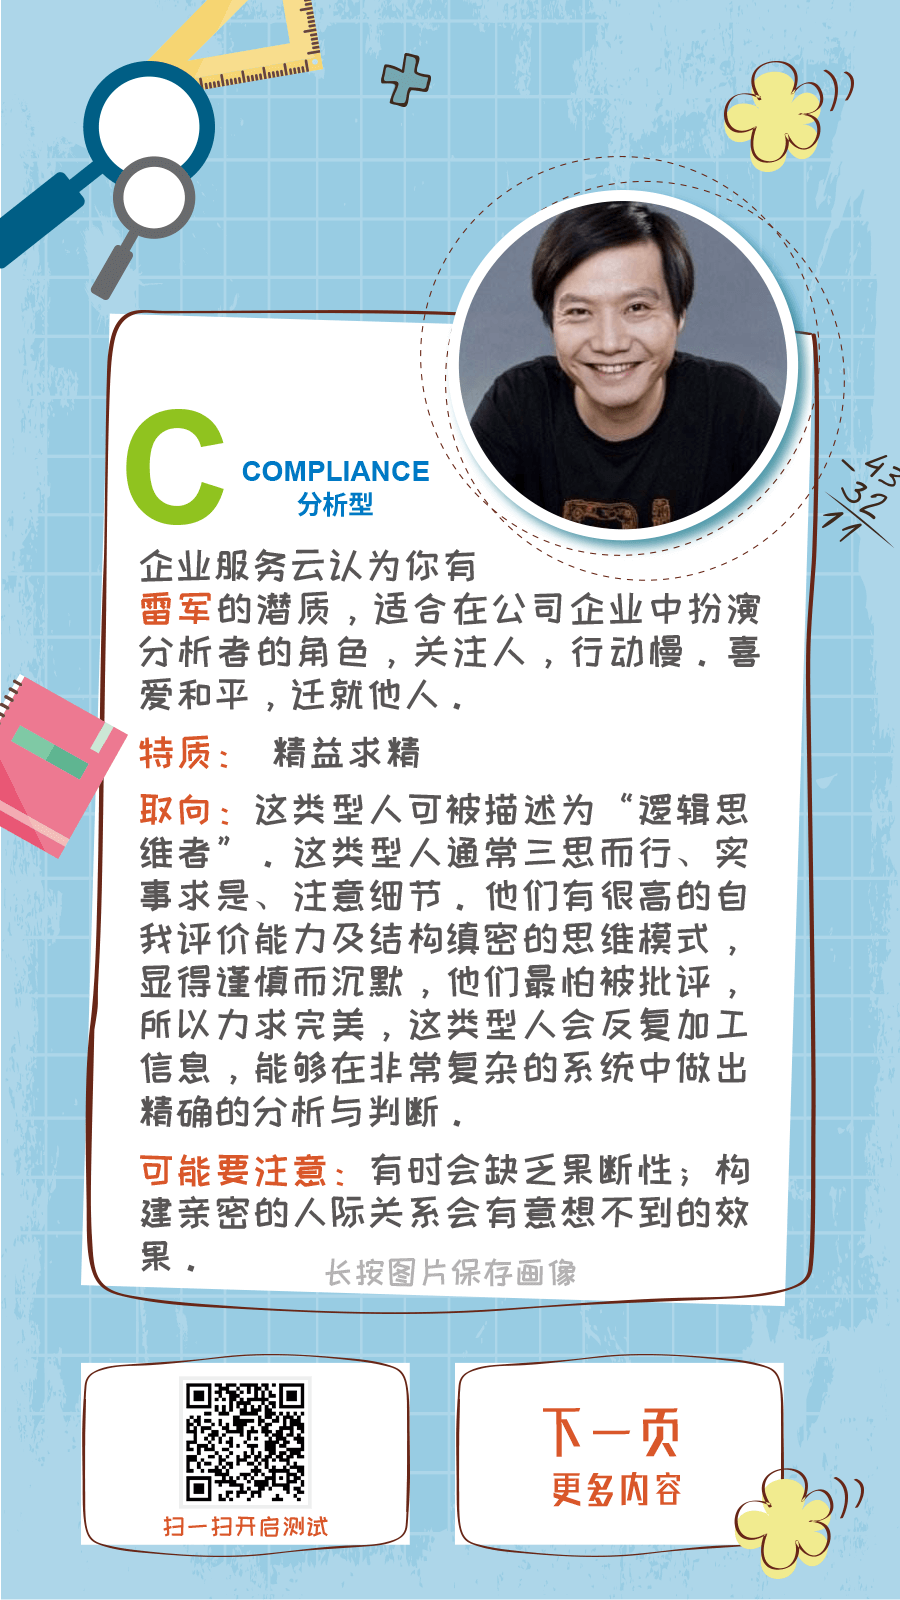 C
COMPLIANCE
分析型
-43
32
11
企业服务云认为你有
雷军的潜质，适合在公司企业中扮演
分析者的角色，关注人，行动慢．喜
爱和平，迁就他人．
特质： 精益求精
取向：这类型人可被描述为“逻辑思
维者”．这类型人通常三思而行、实
事求是、注意细节．他们有很高的自
我评价能力及结构缜密的思维模式，
显得谨慎而沉默，他们最怕被批评，
所以力求完美，这类型人会反复加工
信息，能够在非常复杂的系统中做出
精确的分析与判断．
可能要注意：有时会缺乏果断性；构
建亲密的人际关系会有意想不到的效
果．
长按图片保存画像
扫一扫开启测试
下一页
更多内容